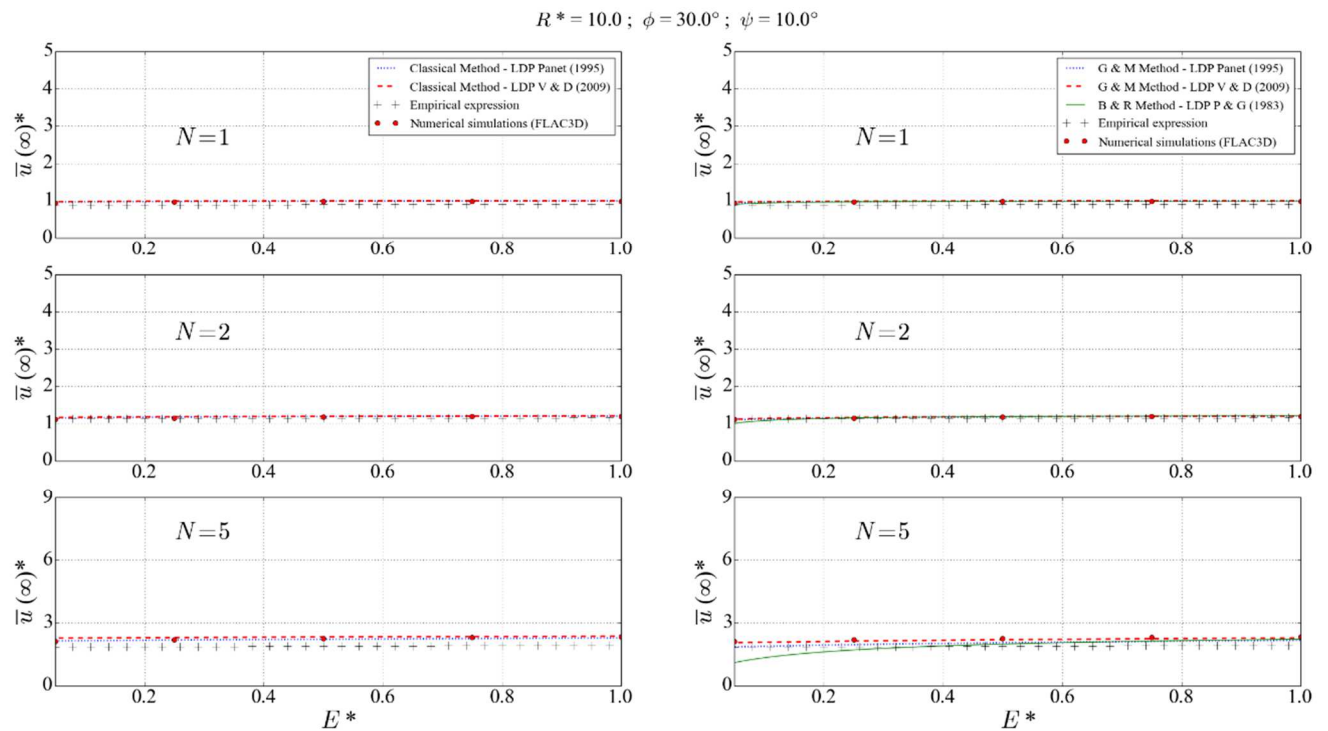 R* = 10.0 ; ϕ = 30.0° ; ψ = 10.0°
5
4
3
2
1
0
u̅(∞)*
N=1
Classical Method - LDP Panet (1995)
Classical Method - LDP V & D (2009)
Empirical expression
Numerical simulations (FLAC3D)
0.2 0.4 0.6 0.8 1.0
5
4
3
2
1
0
u̅(∞)*
N=1
G & M Method - LDP Panet (1995)
G & M Method - LDP V & D (2009)
B & R Method - LDP P & G (1983)
Empirical expression
Numerical simulations (FLAC3D)
0.2 0.4 0.6 0.8 1.0
5
4
3
2
1
0
u̅(∞)*
N=2
0.2 0.4 0.6 0.8 1.0
5
4
3
2
1
0
u̅(∞)*
N=2
0.2 0.4 0.6 0.8 1.0
9
6
3
0
u̅(∞)*
N=5
0.2 0.4 0.6 0.8 1.0
E*
9
6
3
0
u̅(∞)*
N=5
0.2 0.4 0.6 0.8 1.0
E*